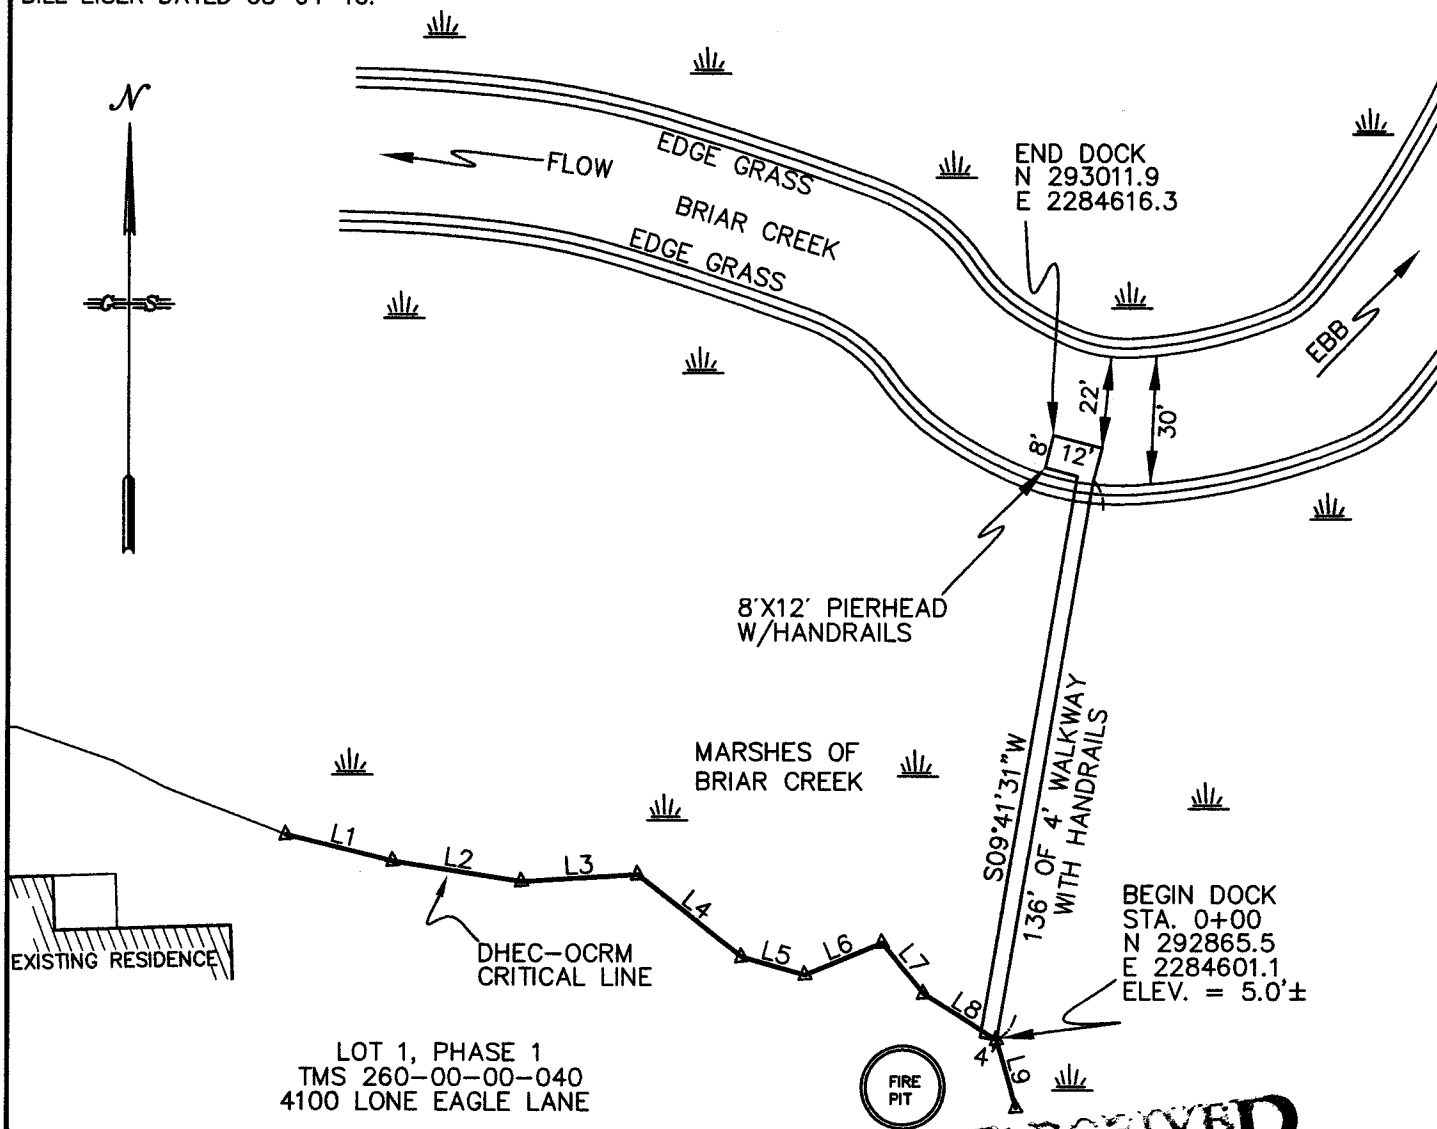 N
G S
FLOW
EDGE GRASS
BRIAR CREEK
EDGE GRASS
END DOCK
N 293011.9
E 2284616.3
EBB
22'
30'
8'
12'
8'X12' PIERHEAD
W/HANDRAILS
MARSHES OF
BRIAR CREEK
S09°41'31"W
136' OF 4' WALKWAY
WITH HANDRAILS
L1
L2
L3
L4
L5
L6
L7
L8
L9
4'
DHEC-OCRM
CRITICAL LINE
EXISTING RESIDENCE
BEGIN DOCK
STA. 0+00
N 292865.5
E 2284601.1
ELEV. = 5.0'±
LOT 1, PHASE 1
TMS 260-00-00-040
4100 LONE EAGLE LANE
FIRE
PIT
RECEIVED